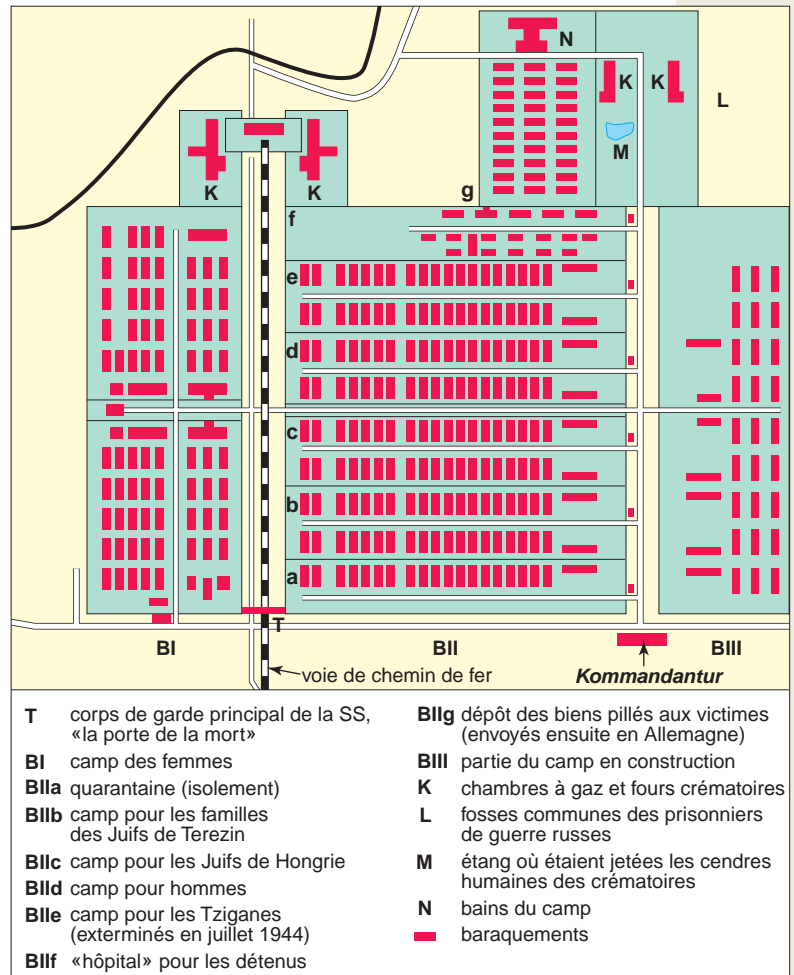 N
K
K
L
M
K
K
g
f
e
d
c
b
a
T
BI
BII
BIII
voie de chemin de fer
Kommandantur
T corps de garde principal de la SS,
«la porte de la mort»
BI camp des femmes
BIIa quarantaine (isolement)
BIIb camp pour les familles
des Juifs de Terezin
BIIc camp pour les Juifs de Hongrie
BIId camp pour hommes
BIIe camp pour les Tziganes
(exterminés en juillet 1944)
BIIf «hôpital» pour les détenus
BIIg dépôt des biens pillés aux victimes
(envoyés ensuite en Allemagne)
BIII partie du camp en construction
K chambres à gaz et fours crématoires
L fosses communes des prisonniers
de guerre russes
M étang où étaient jetées les cendres
humaines des crématoires
N bains du camp
baraquements